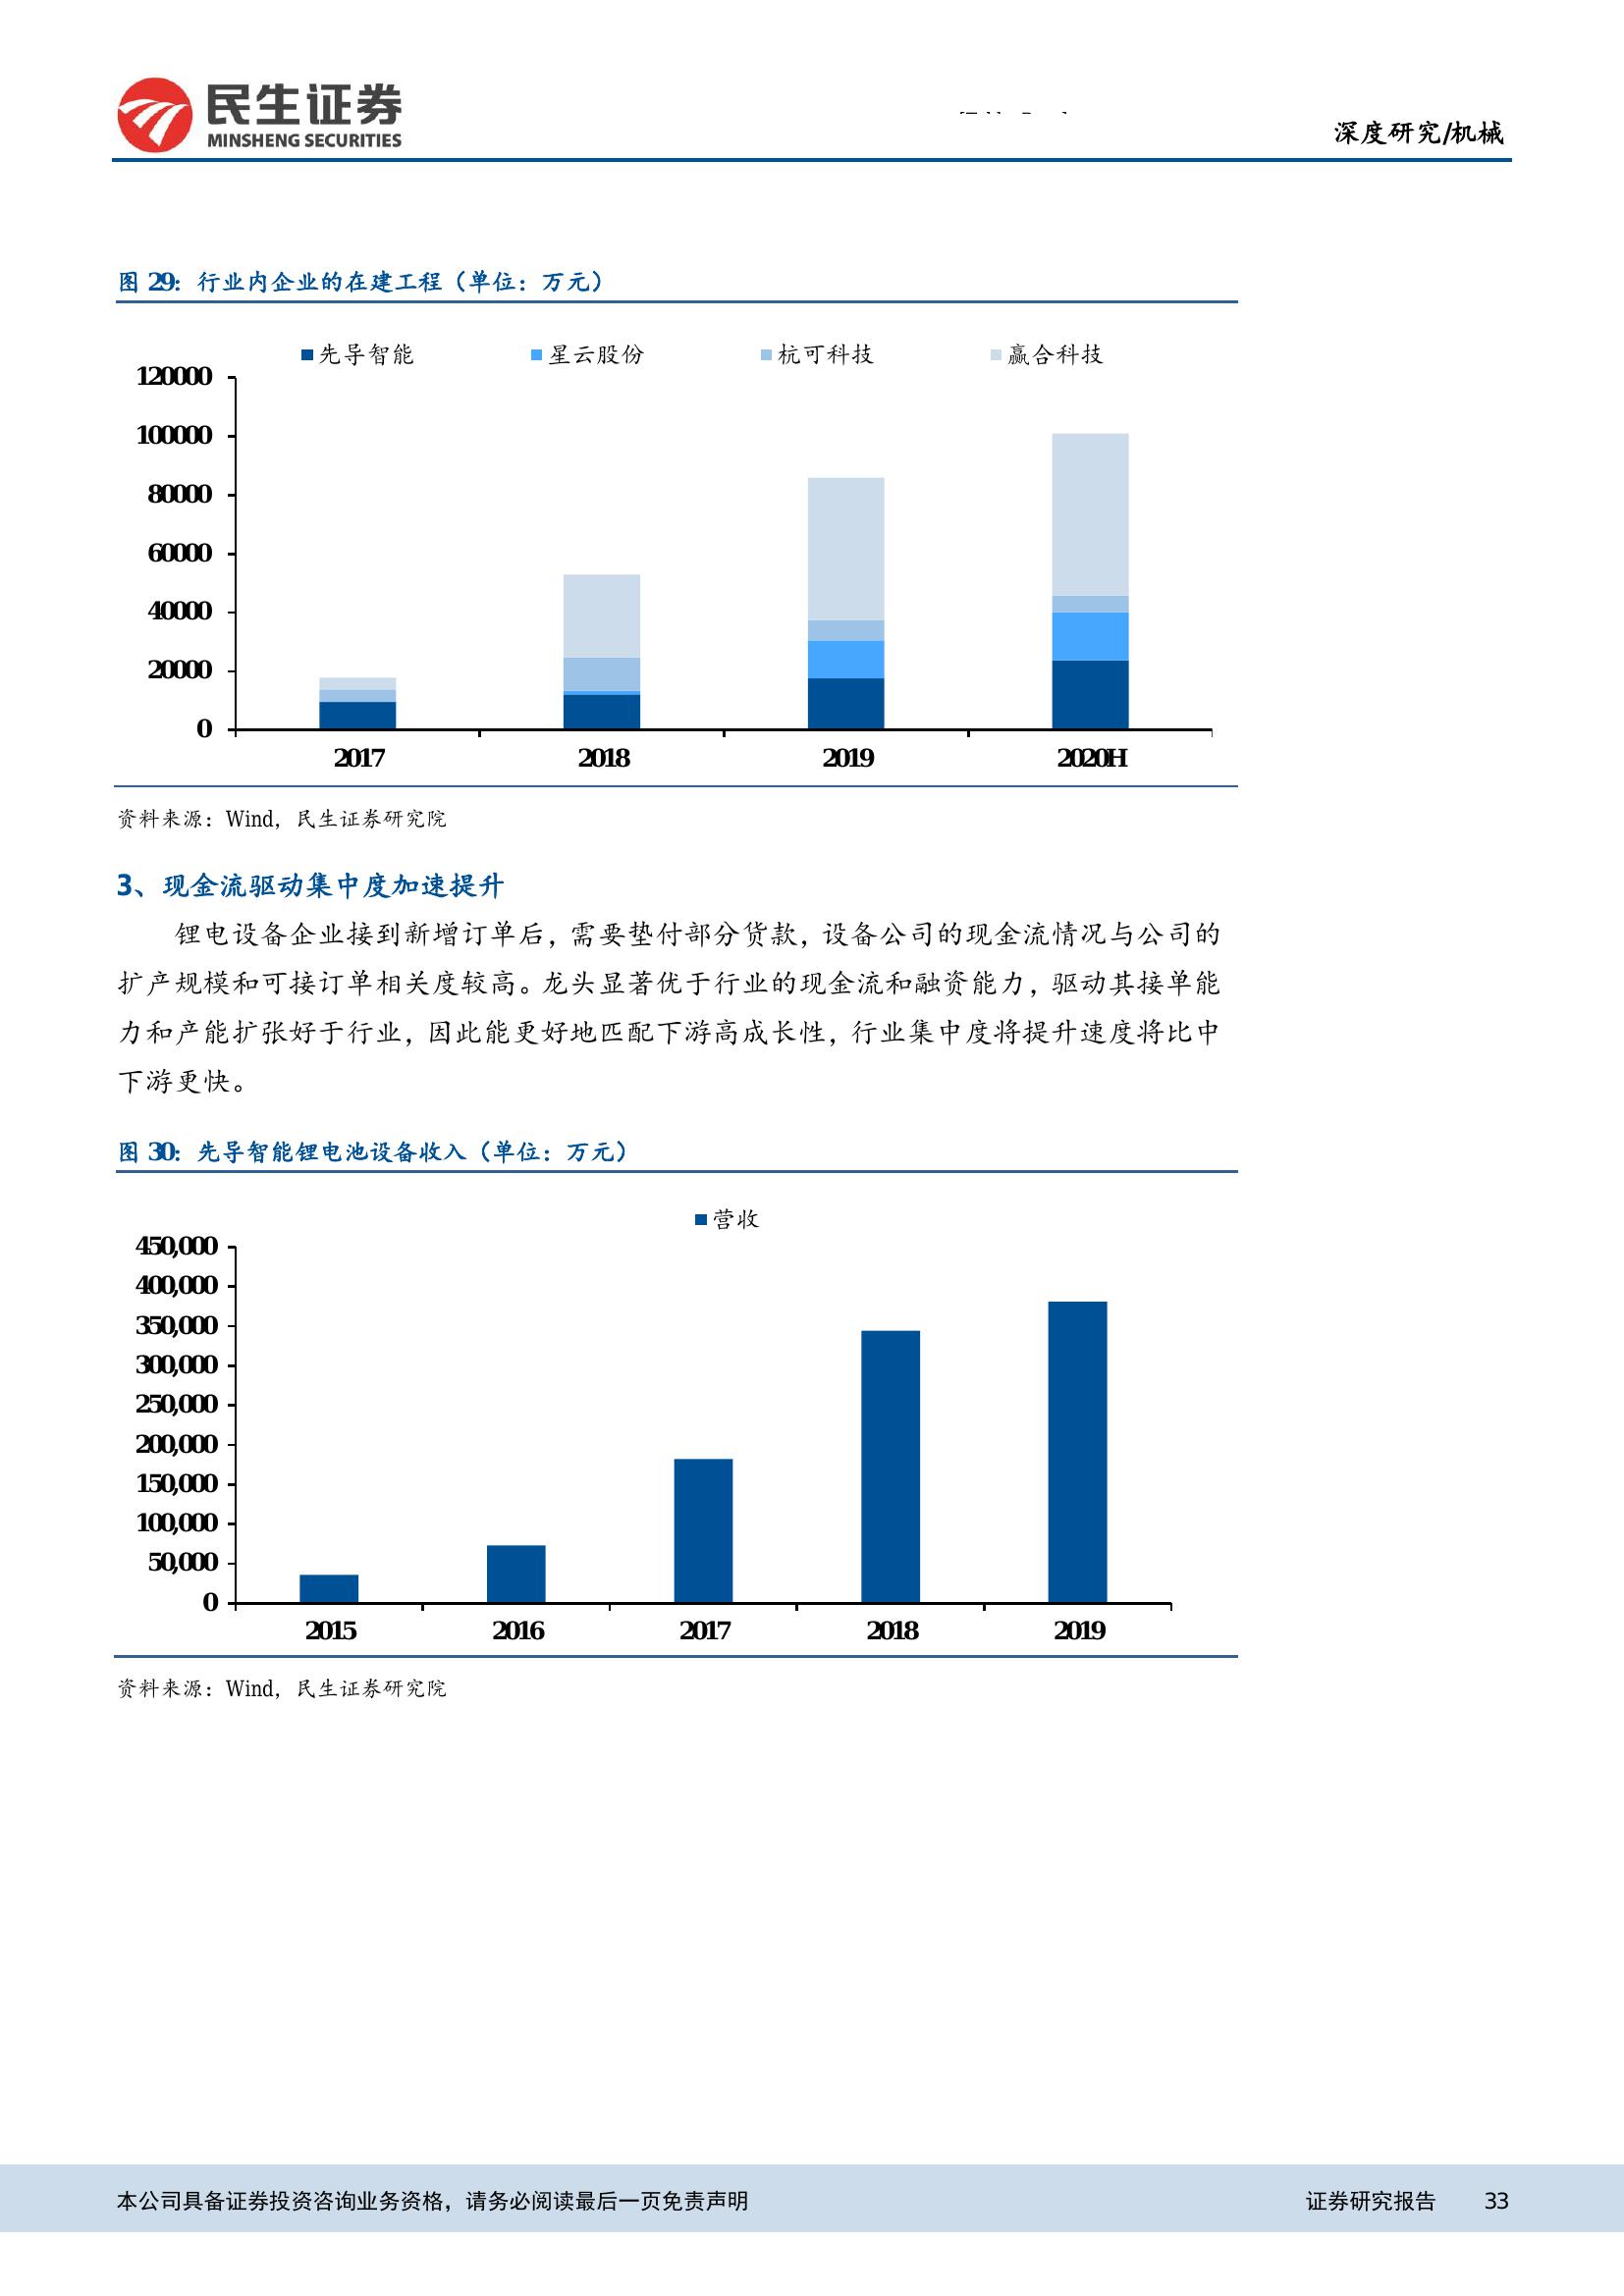 民生证券
MINSHENG SECURITIES
深度研究/机械
图 29：行业内企业的在建工程（单位：万元）
先导智能 星云股份 杭可科技 赢合科技
120000
100000
80000
60000
40000
20000
0
2017 2018 2019 2020H
资料来源：Wind，民生证券研究院
3、现金流驱动集中度加速提升
锂电设备企业接到新增订单后，需要垫付部分货款，设备公司的现金流情况与公司的
扩产规模和可接订单相关度较高。龙头显著优于行业的现金流和融资能力，驱动其接单能
力和产能扩张好于行业，因此能更好地匹配下游高成长性，行业集中度将提升速度将比中
下游更快。
图 30：先导智能锂电池设备收入（单位：万元）
营收
450,000
400,000
350,000
300,000
250,000
200,000
150,000
100,000
50,000
0
2015 2016 2017 2018 2019
资料来源：Wind，民生证券研究院
本公司具备证券投资咨询业务资格，请务必阅读最后一页免责声明 证券研究报告 33